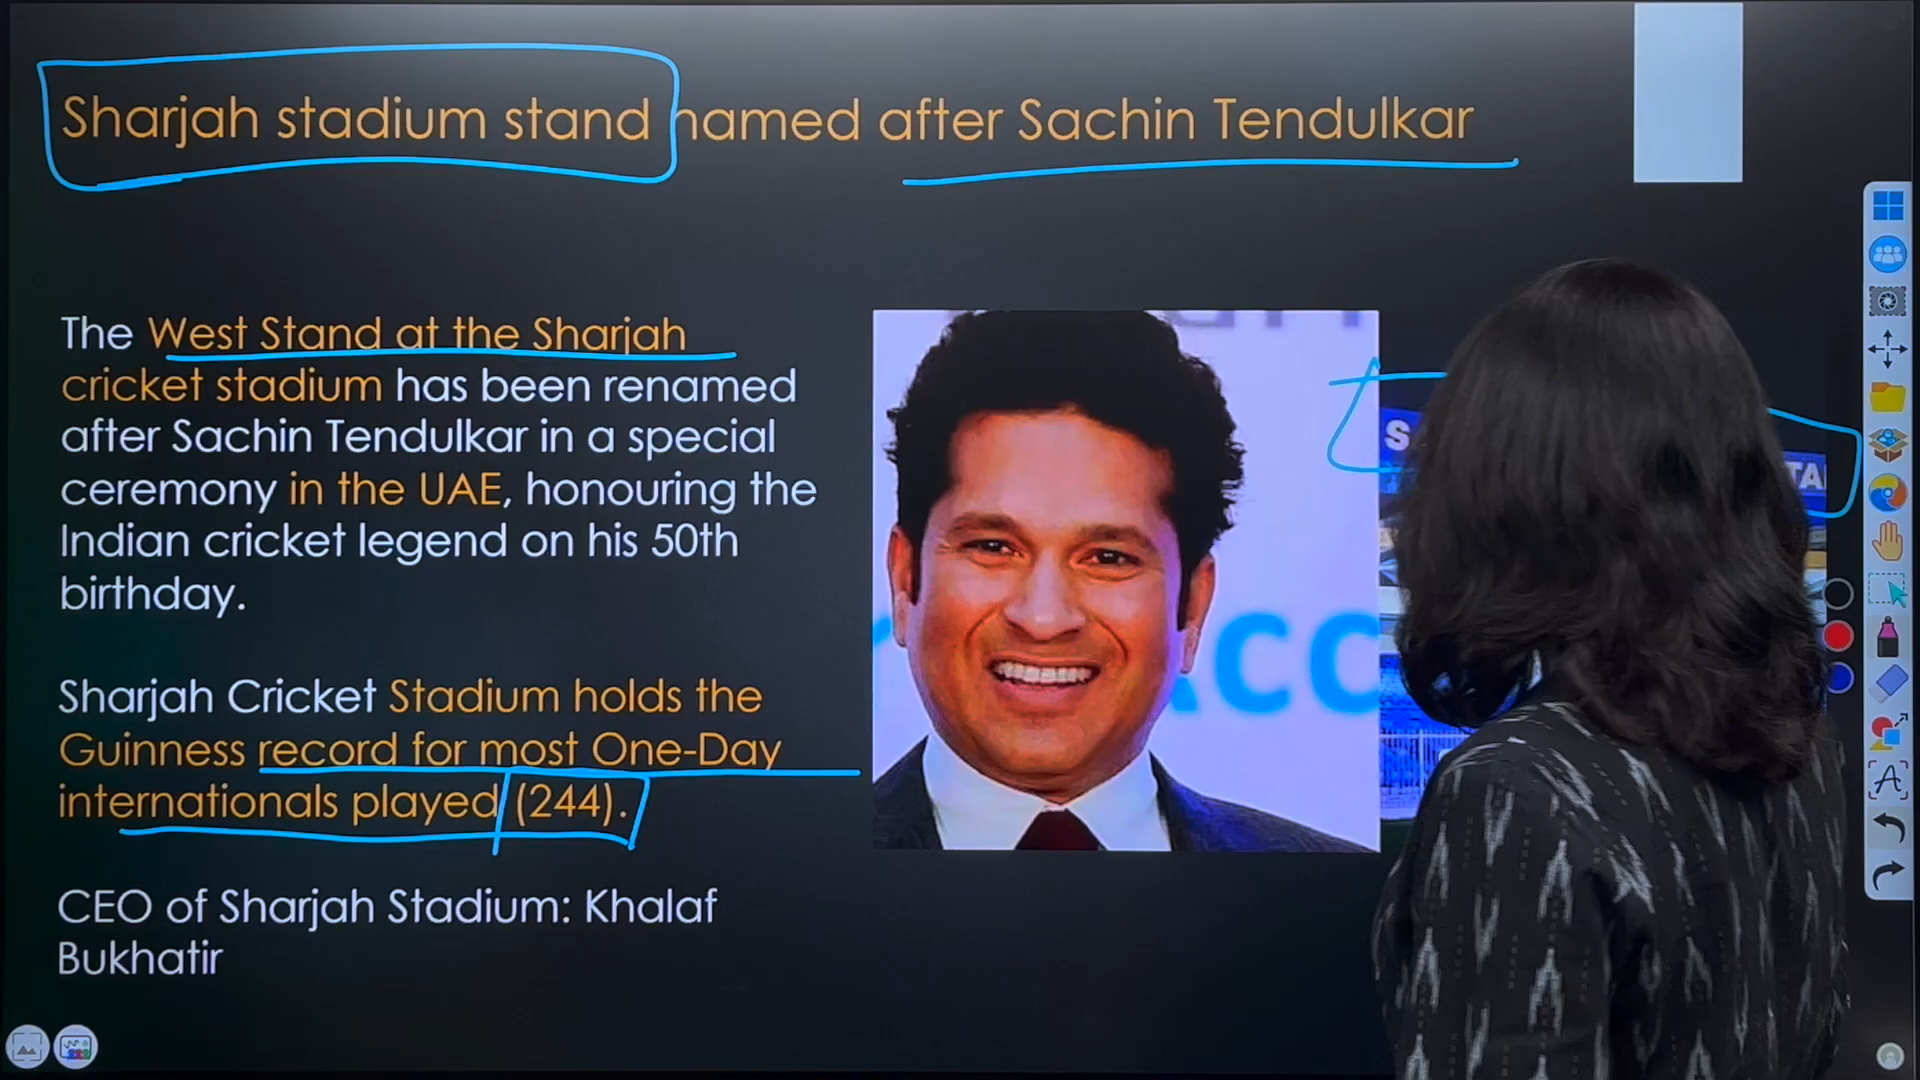 Sharjah stadium stand named after Sachin Tendulkar
The West Stand at the Sharjah
cricket stadium has been renamed
after Sachin Tendulkar in a special
ceremony in the UAE, honouring the
Indian cricket legend on his 50th
birthday.
Sharjah Cricket Stadium holds the
Guinness record for most One-Day
internationals played (244).
CEO of Sharjah Stadium: Khalaf
Bukhatir
ACC
S
TA